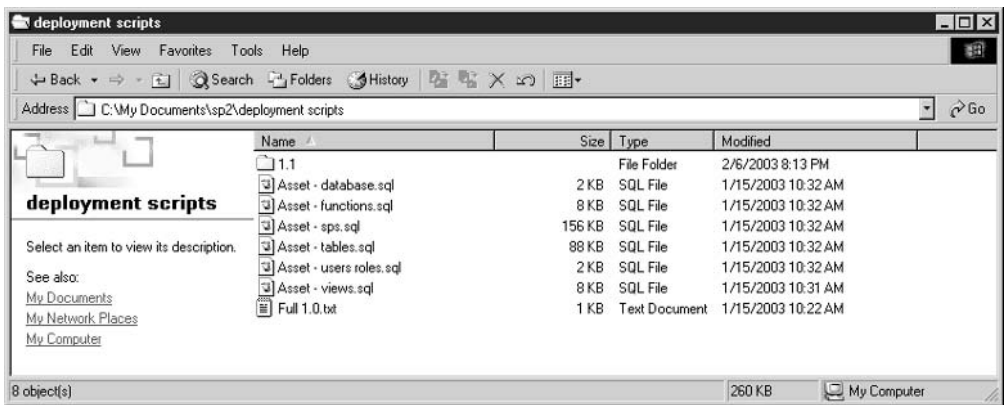 deployment scripts
File Edit View Favorites Tools Help
Back Search Folders History
Address C:\My Documents\sp2\deployment scripts Go
Name Size Type Modified
1.1 File Folder 2/6/2003 8:13 PM
Asset - database.sql 2 KB SQL File 1/15/2003 10:32 AM
Asset - functions.sql 8 KB SQL File 1/15/2003 10:32 AM
Asset - sps.sql 156 KB SQL File 1/15/2003 10:32 AM
Asset - tables.sql 88 KB SQL File 1/15/2003 10:32 AM
Asset - users roles.sql 2 KB SQL File 1/15/2003 10:32 AM
Asset - views.sql 8 KB SQL File 1/15/2003 10:31 AM
Full 1.0.txt 1 KB Text Document 1/15/2003 10:22 AM
deployment scripts
Select an item to view its description.
See also:
My Documents
My Network Places
My Computer
8 object(s) 260 KB My Computer